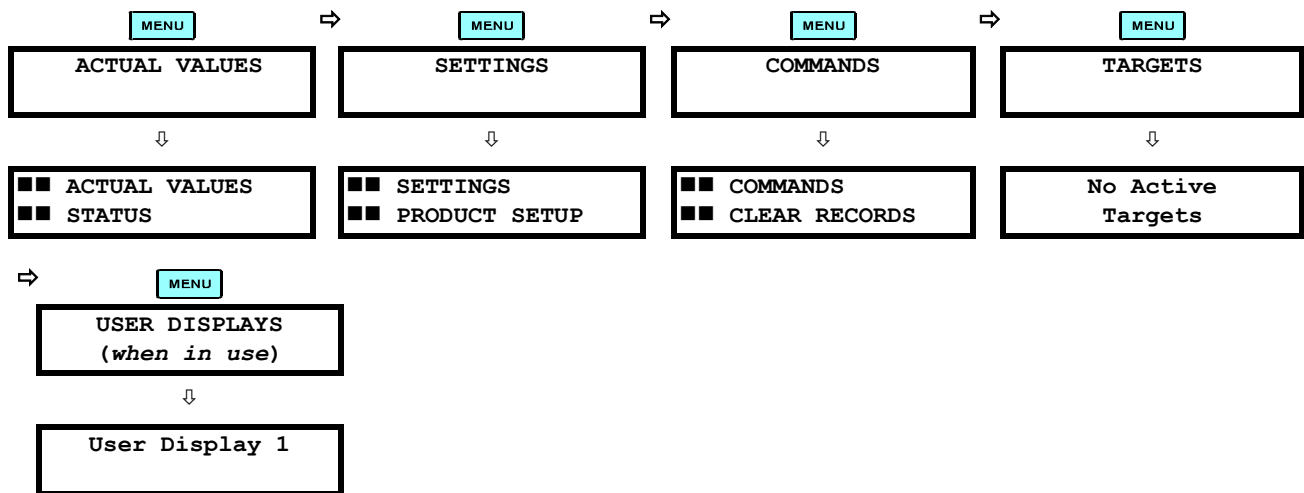 MENU MENU MENU MENU
ACTUAL VALUES SETTINGS COMMANDS TARGETS
ACTUAL VALUES SETTINGS COMMANDS No Active
STATUS PRODUCT SETUP CLEAR RECORDS Targets
MENU
USER DISPLAYS
(when in use)
User Display 1